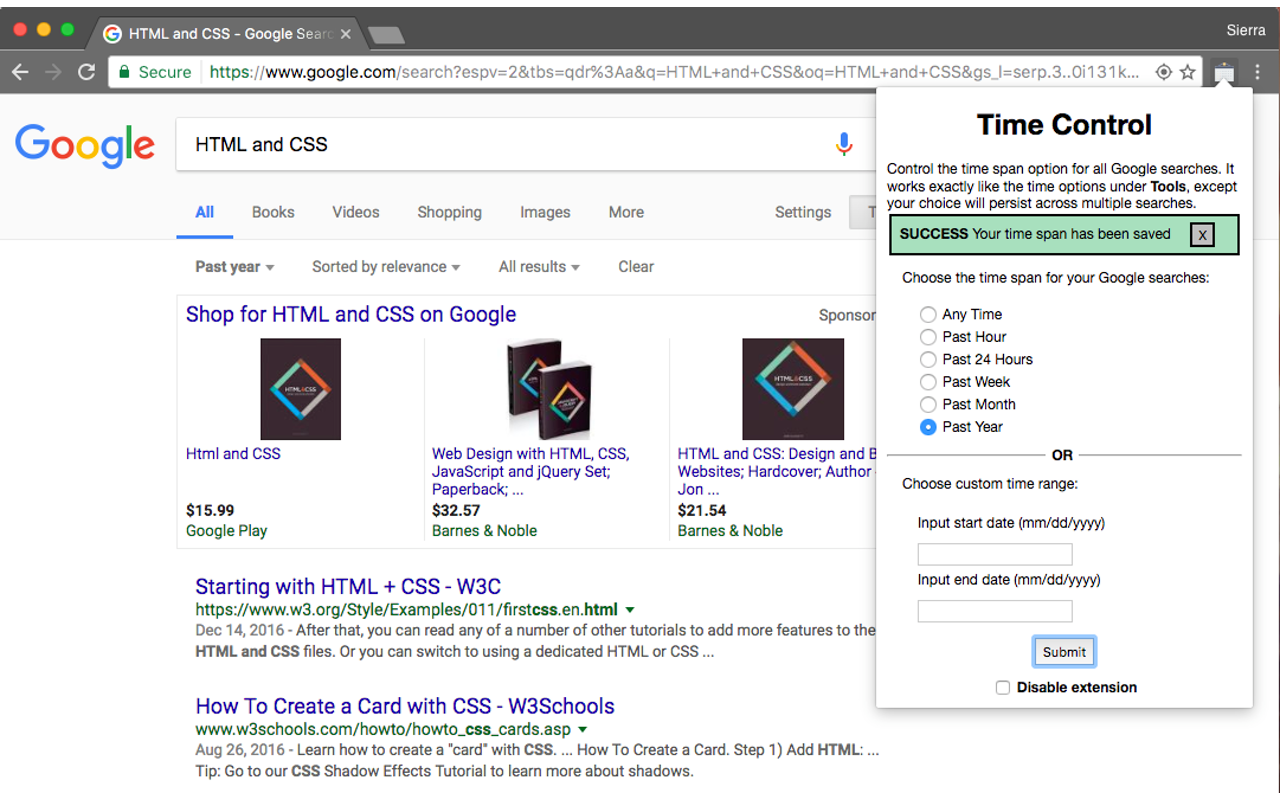 HTML and CSS - Google Searc
Sierra
Secure
https://www.google.com/search?espv=2&tbs=qdr%3Aa&q=HTML+and+CSS&oq=HTML+and+CSS&gs_l=serp.3..0i131k...
Google
HTML and CSS
All Books Videos Shopping Images More Settings T
Past year Sorted by relevance All results Clear
Shop for HTML and CSS on Google
Sponsor
HTML&CSS
HTML&CSS
Html and CSS
$15.99
Google Play
Web Design with HTML, CSS,
JavaScript and jQuery Set;
Paperback; ...
$32.57
Barnes & Noble
HTML and CSS: Design and B
Websites; Hardcover; Author -
Jon ...
$21.54
Barnes & Noble
Starting with HTML + CSS - W3C
https://www.w3.org/Style/Examples/011/firstcss.en.html
Dec 14, 2016 - After that, you can read any of a number of other tutorials to add more features to the
HTML and CSS files. Or you can switch to using a dedicated HTML or CSS ...
How To Create a Card with CSS - W3Schools
www.w3schools.com/howto/howto_css_cards.asp
Aug 26, 2016 - Learn how to create a "card" with CSS. ... How To Create a Card. Step 1) Add HTML: ...
Tip: Go to our CSS Shadow Effects Tutorial to learn more about shadows.
Time Control
Control the time span option for all Google searches. It
works exactly like the time options under Tools, except
your choice will persist across multiple searches.
SUCCESS Your time span has been saved X
Choose the time span for your Google searches:
Any Time
Past Hour
Past 24 Hours
Past Week
Past Month
Past Year
OR
Choose custom time range:
Input start date (mm/dd/yyyy)
Input end date (mm/dd/yyyy)
Submit
Disable extension